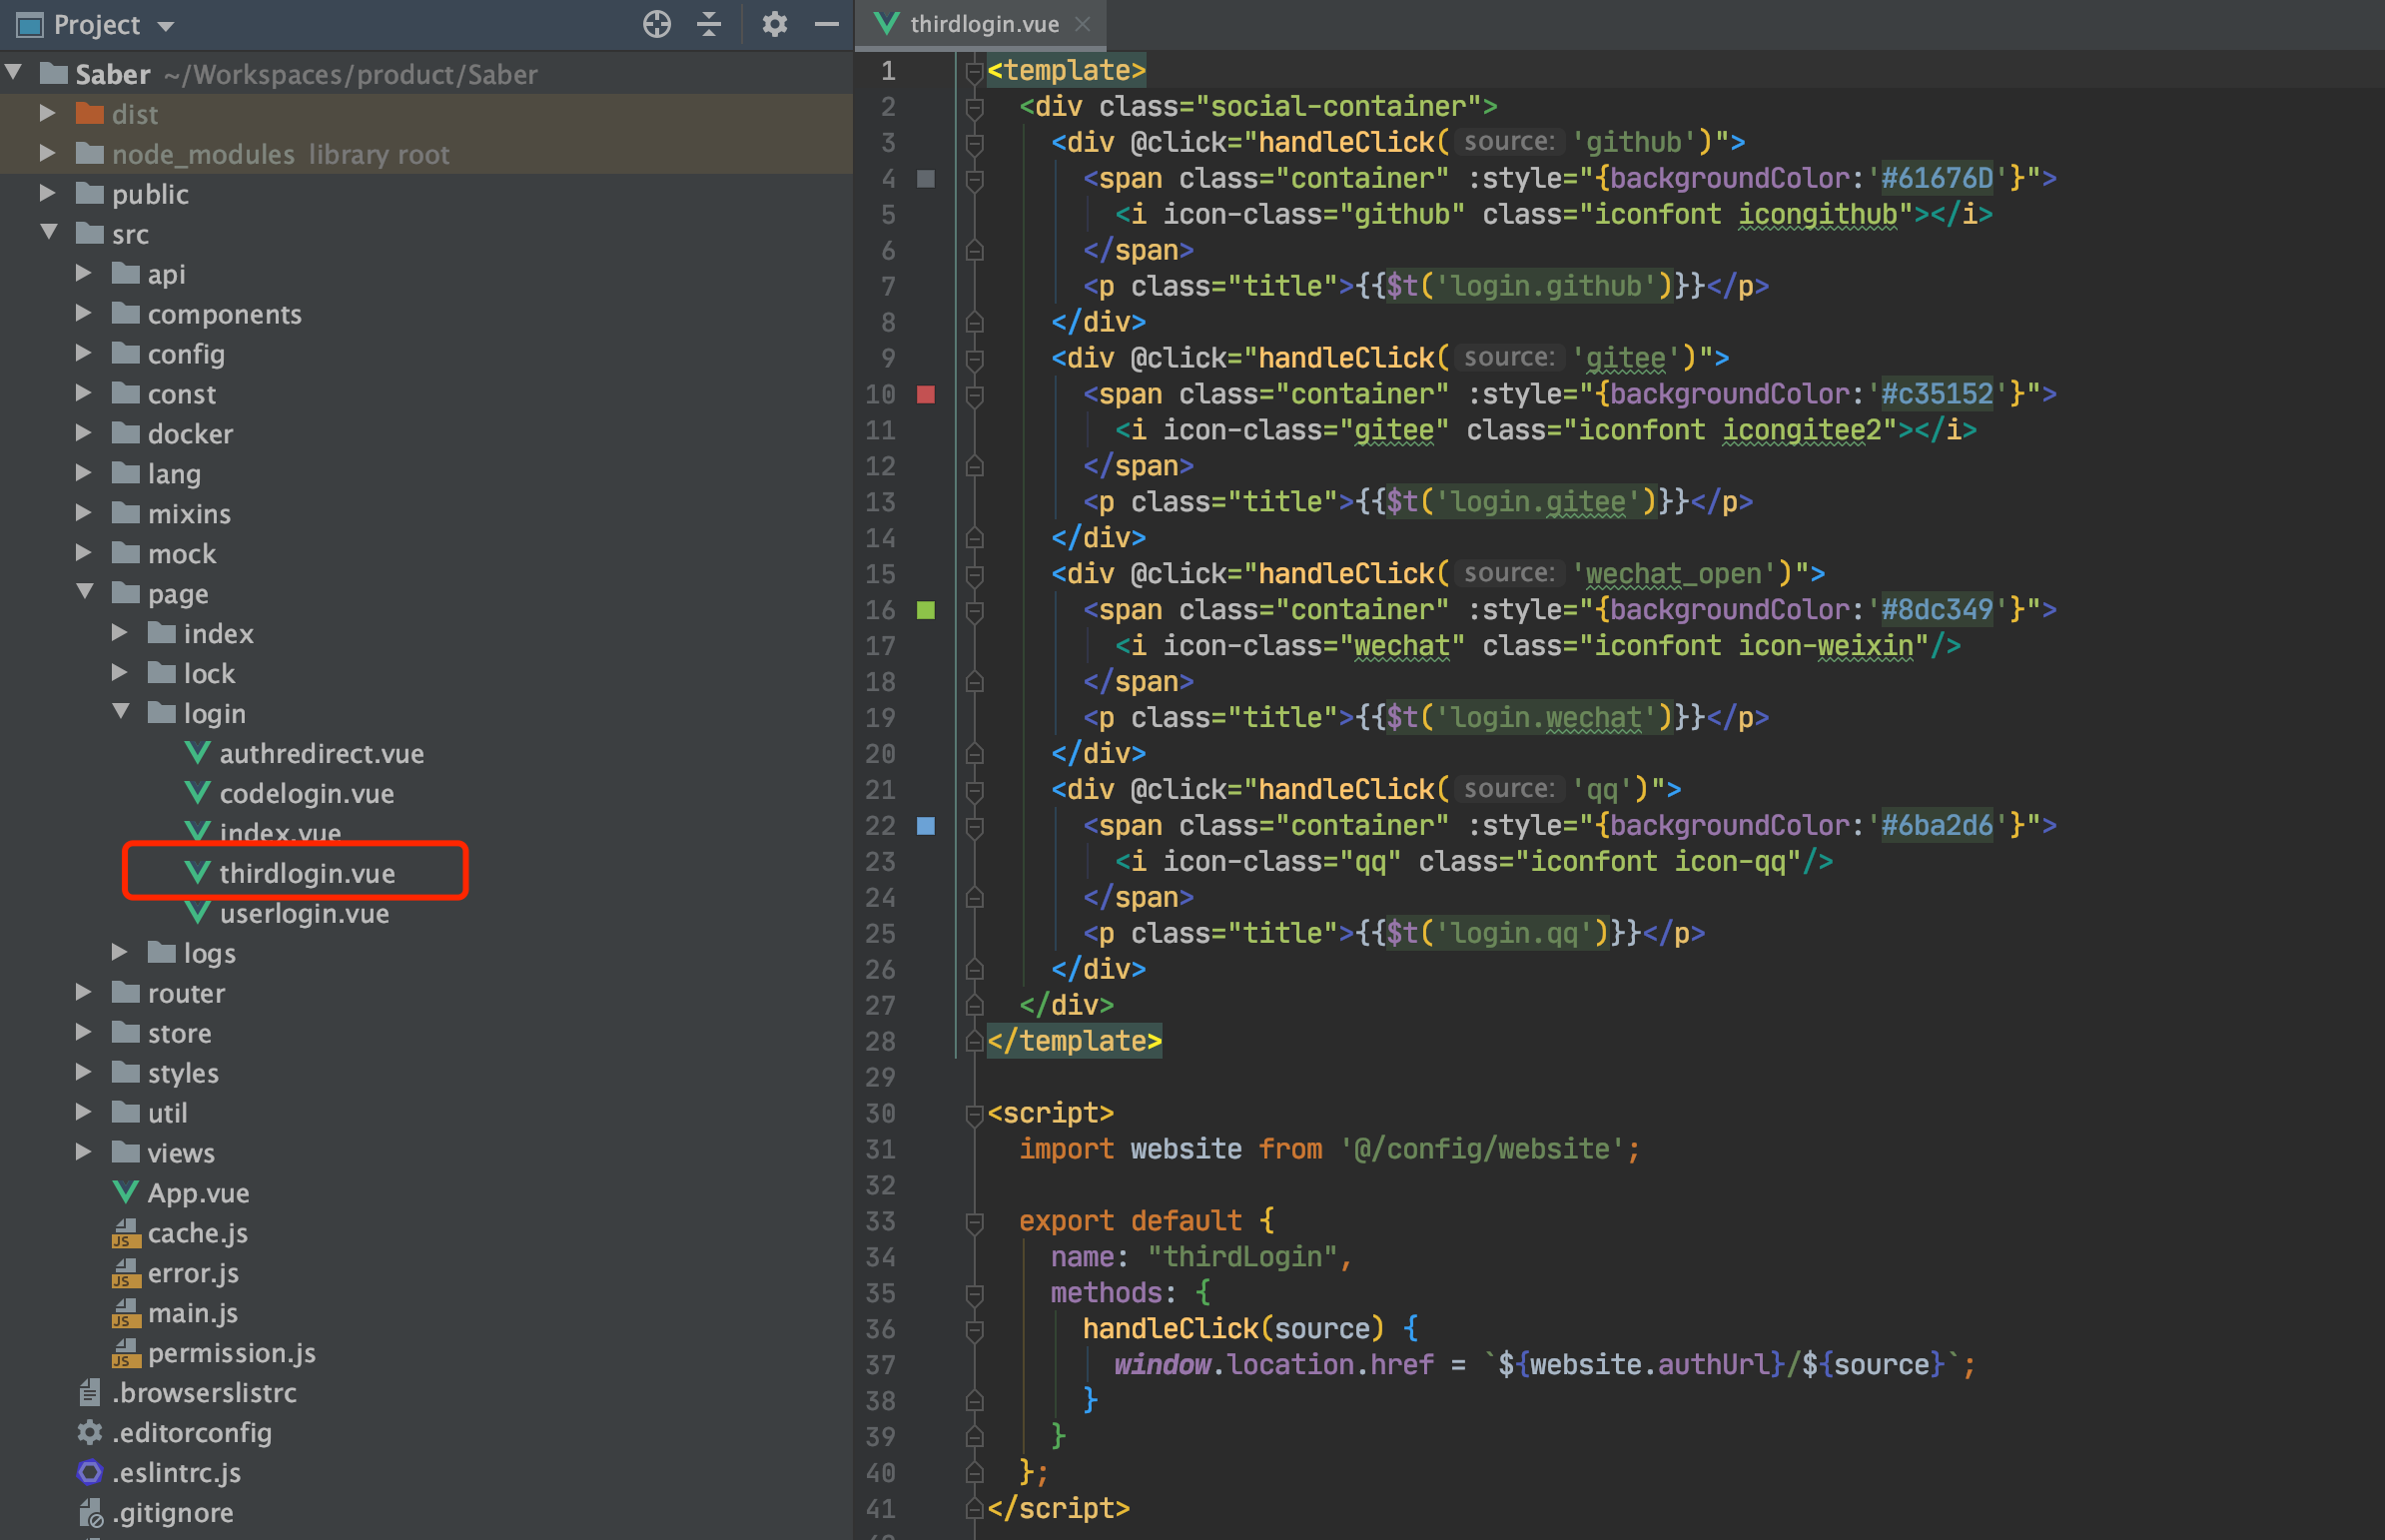 Project
Saber ~/Workspaces/product/Saber
dist
node_modules library root
public
src
api
components
config
const
docker
lang
mixins
mock
page
index
lock
login
authredirect.vue
codelogin.vue
index.vue
thirdlogin.vue
userlogin.vue
logs
router
store
styles
util
views
App.vue
cache.js
error.js
main.js
permission.js
.browserslistrc
.editorconfig
.eslintrc.js
.gitignore
thirdlogin.vue
1 <template>
2 <div class="social-container">
3 <div @click="handleClick( source: 'github')">
4 <span class="container" :style="{backgroundColor:'#61676D'}">
5 <i icon-class="github" class="iconfont icongithub"></i>
6 </span>
7 <p class="title">{{$t('login.github')}}</p>
8 </div>
9 <div @click="handleClick( source: 'gitee')">
10 <span class="container" :style="{backgroundColor:'#c35152'}">
11 <i icon-class="gitee" class="iconfont icongitee2"></i>
12 </span>
13 <p class="title">{{$t('login.gitee')}}</p>
14 </div>
15 <div @click="handleClick( source: 'wechat_open')">
16 <span class="container" :style="{backgroundColor:'#8dc349'}">
17 <i icon-class="wechat" class="iconfont icon-weixin"/>
18 </span>
19 <p class="title">{{$t('login.wechat')}}</p>
20 </div>
21 <div @click="handleClick( source: 'qq')">
22 <span class="container" :style="{backgroundColor:'#6ba2d6'}">
23 <i icon-class="qq" class="iconfont icon-qq"/>
24 </span>
25 <p class="title">{{$t('login.qq')}}</p>
26 </div>
27 </div>
28 </template>
29
30 <script>
31 import website from '@/config/website';
32
33 export default {
34 name: "thirdLogin",
35 methods: {
36 handleClick(source) {
37 window.location.href = `${website.authUrl}/${source}`;
38 }
39 }
40 };
41 </script>